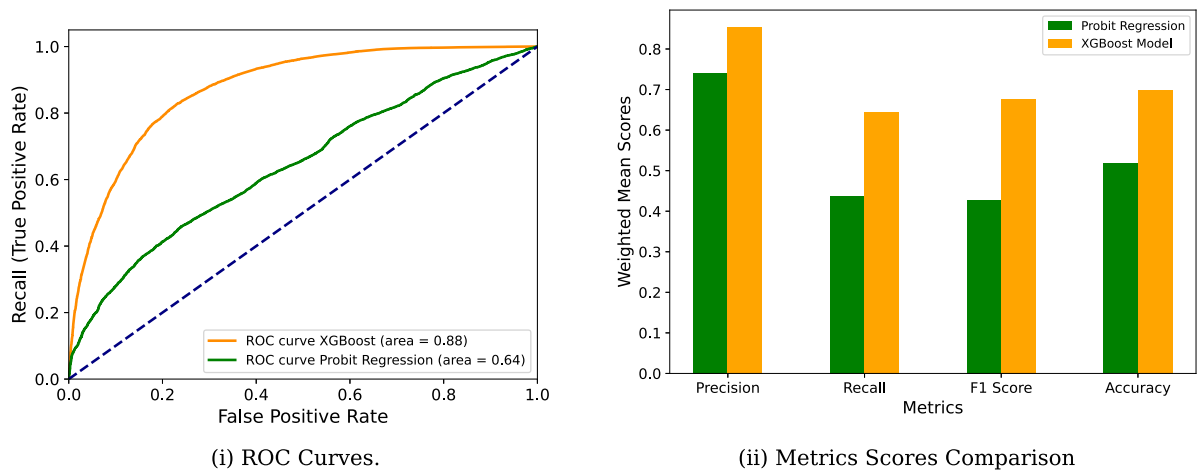 1.0
0.8
0.6
0.4
0.2
0.0
0.0
0.2
0.4
0.6
0.8
1.0
Recall (True Positive Rate)
False Positive Rate
ROC curve XGBoost (area = 0.88)
ROC curve Probit Regression (area = 0.64)
(i) ROC Curves.
0.8
0.7
0.6
0.5
0.4
0.3
0.2
0.1
0.0
Weighted Mean Scores
Probit Regression
XGBoost Model
Precision
Recall
F1 Score
Accuracy
Metrics
(ii) Metrics Scores Comparison